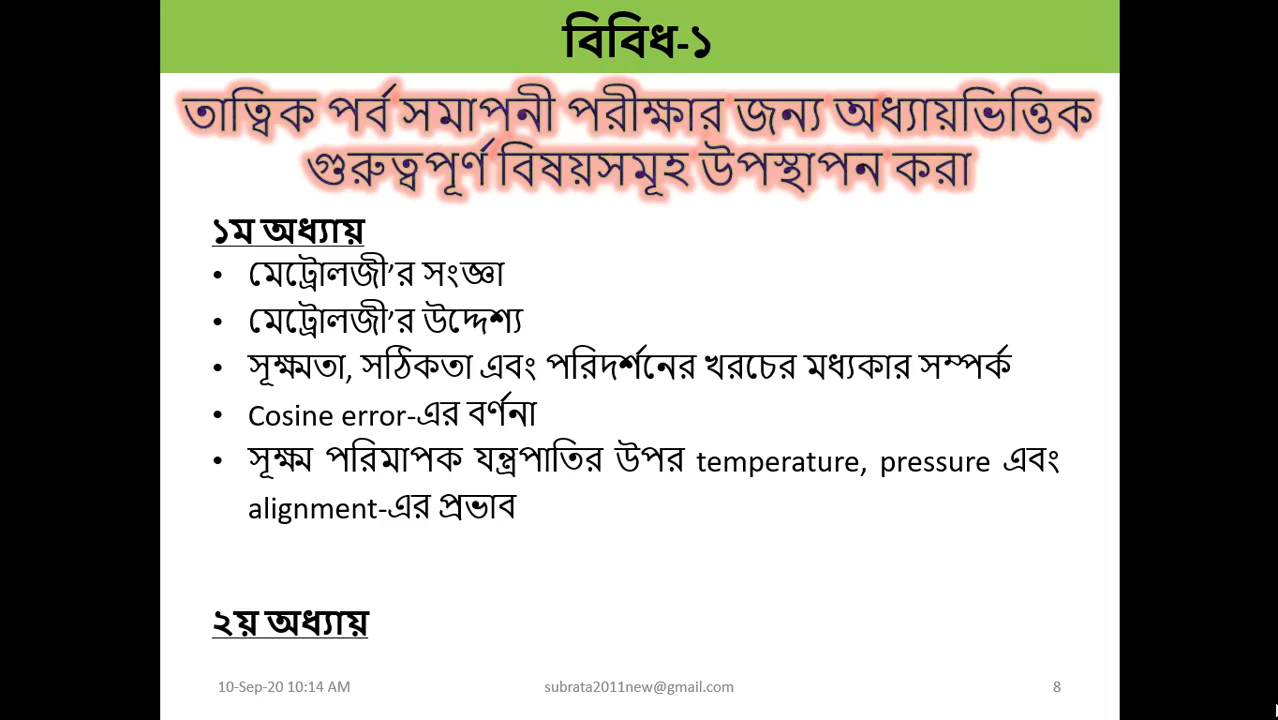 বিবিধ-১
তাত্বিক পর্ব সমাপনী পরীক্ষার জন্য অধ্যায়ভিত্তিক
গুরুত্বপূর্ণ বিষয়সমূহ উপস্থাপন করা
১ম অধ্যায়
• মেট্রোলজী’র সংজ্ঞা
• মেট্রোলজী’র উদ্দেশ্য
• সূক্ষ্মতা, সঠিকতা এবং পরিদর্শনের খরচের মধ্যকার সম্পর্ক
• Cosine error-এর বর্ণনা
• সূক্ষ্ম পরিমাপক যন্ত্রপাতির উপর temperature, pressure এবং
alignment-এর প্রভাব
২য় অধ্যায়
10-Sep-20 10:14 AM subrata2011new@gmail.com 8